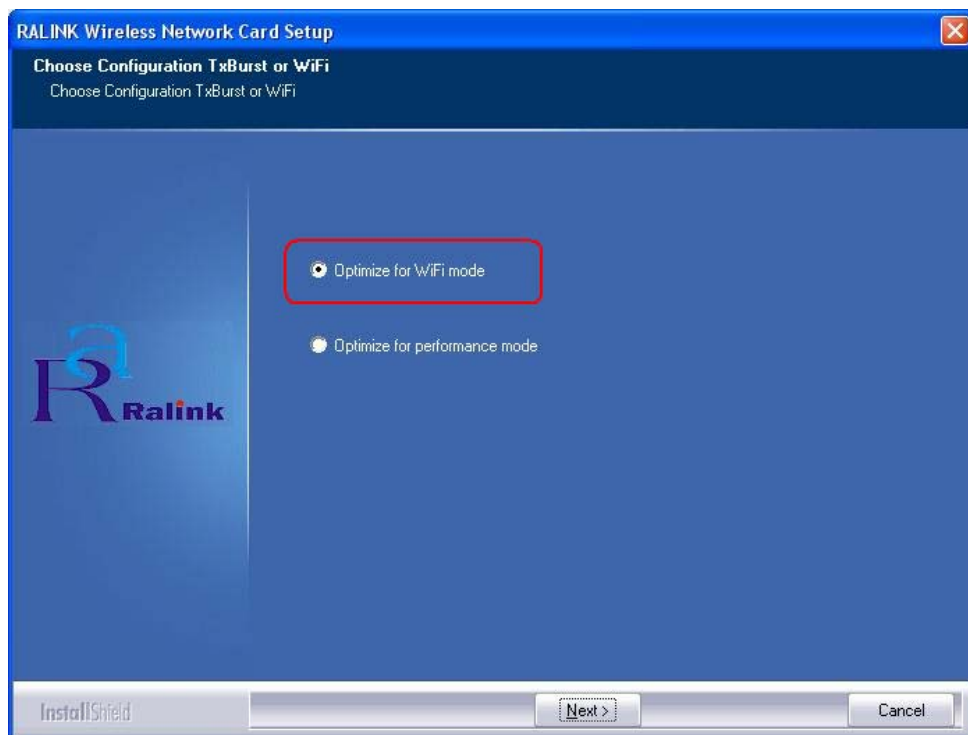 RALINK Wireless Network Card Setup
Choose Configuration TxBurst or WiFi
Choose Configuration TxBurst or WiFi
Optimize for WiFi mode
Optimize for performance mode
Ra
Ralink
InstallShield
Next >
Cancel